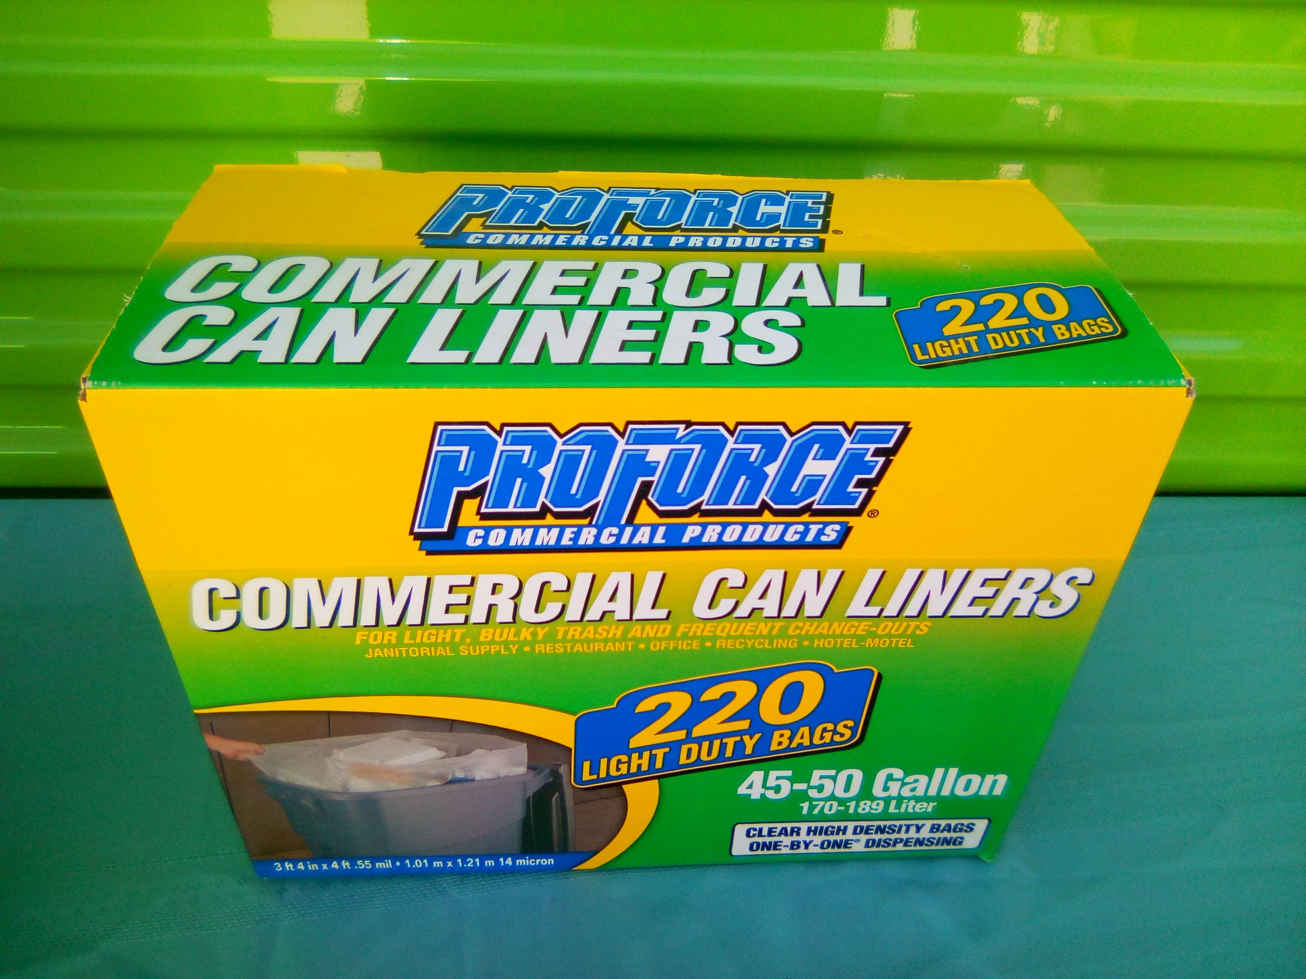 PROFORCE®
COMMERCIAL PRODUCTS
COMMERCIAL
CAN LINERS
220
LIGHT DUTY BAGS
PROFORCE®
COMMERCIAL PRODUCTS
COMMERCIAL CAN LINERS
FOR LIGHT, BULKY TRASH AND FREQUENT CHANGE-OUTS
JANITORIAL SUPPLY • RESTAURANT • OFFICE • RECYCLING • HOTEL-MOTEL
220
LIGHT DUTY BAGS
45-50 Gallon
170-189 Liter
CLEAR HIGH DENSITY BAGS
ONE-BY-ONE® DISPENSING
3 ft 4 in x 4 ft .55 mil • 1.01 m x 1.21 m 14 micron